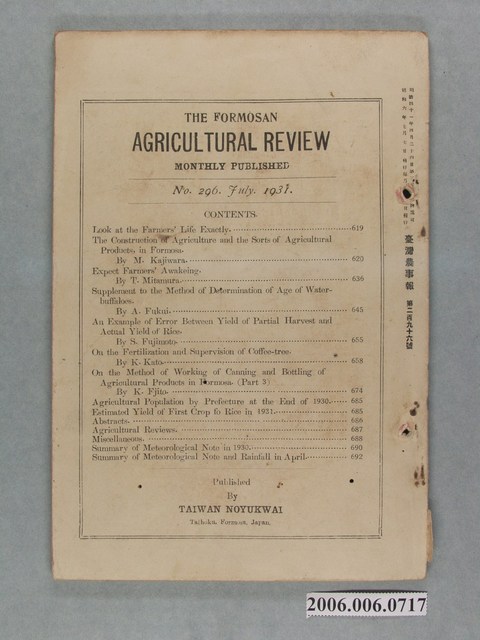 THE FORMOSAN
AGRICULTURAL REVIEW
MONTHLY PUBLISHED
No. 296. July. 1931.
CONTENTS.
Look at the Farmers' Life Exactly. 619
The Construction of Agriculture and the Sorts of Agricultural
Products, in Formosa.
By M. Kajiwara. 620
Expect Farmers' Awakeing.
By T. Mitamura. 636
Supplement to the Method of Determination of Age of Water-
buffaloes.
By A. Fukui. 645
An Example of Error Between Yield of Partial Harvest and
Actual Yield of Rice.
By S. Fujimoto. 655
On the Fertilization and Supervision of Coffee-tree.
By K. Kato. 658
On the Method of Working of Canning and Bottling of
Agricultural Products in Formosa. (Part 3)
By K. Fjita. 674
Agricultural Population by Prefecture at the End of 1930. 685
Estimated Yield of First Crop fo Rice in 1931. 685
Abstracts. 686
Agricultural Reviews. 687
Miscellaneous. 688
Summary of Meteorological Note in 1930. 690
Summary of Meteorological Note and Rainfall in April. 692
Published
By
TAIWAN NOYUKWAI
Taihoku, Formosa, Japan.
臺灣農事報 第二百九十六號
2006.006.0717